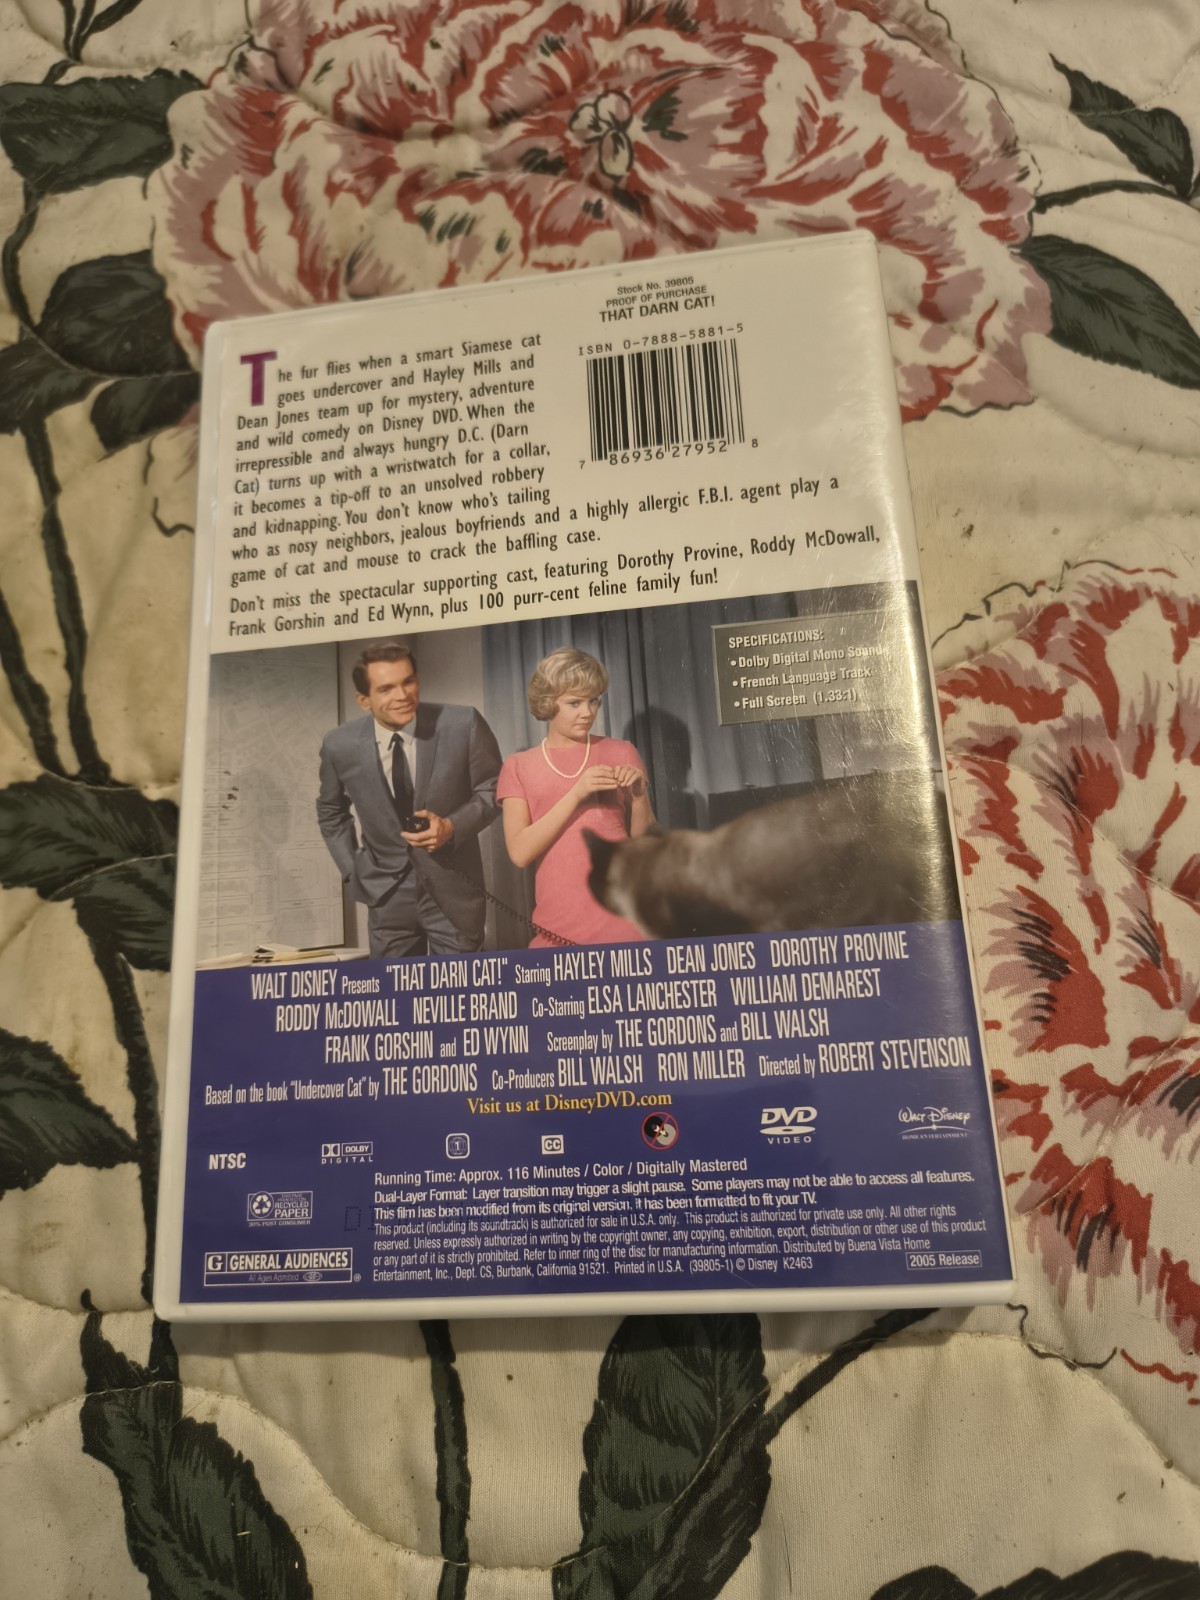 Stock No. 39805
PROOF OF PURCHASE
THAT DARN CAT!
ISBN 0-7888-5881-5
7 86936 27952 8
The fur flies when a smart Siamese cat
goes undercover and Hayley Mills and
Dean Jones team up for mystery, adventure
and wild comedy on Disney DVD. When the
irrepressible and always hungry D.C. (Darn
Cat) turns up with a wristwatch for a collar,
it becomes a tip-off to an unsolved robbery
and kidnapping. You don't know who's tailing
who as nosy neighbors, jealous boyfriends and a highly allergic F.B.I. agent play a
game of cat and mouse to crack the baffling case.
Don't miss the spectacular supporting cast, featuring Dorothy Provine, Roddy McDowall,
Frank Gorshin and Ed Wynn, plus 100 purr-cent feline family fun!
SPECIFICATIONS:
• Dolby Digital Mono Sound
• French Language Track
• Full Screen (1.33:1)
WALT DISNEY Presents "THAT DARN CAT!" Starring HAYLEY MILLS DEAN JONES DOROTHY PROVINE
RODDY McDOWALL NEVILLE BRAND Co-Starring ELSA LANCHESTER WILLIAM DEMAREST
FRANK GORSHIN and ED WYNN Screenplay by THE GORDONS and BILL WALSH
Based on the book "Undercover Cat" by THE GORDONS Co-Producers BILL WALSH RON MILLER Directed by ROBERT STEVENSON
Visit us at DisneyDVD.com
NTSC
DOLBY
DIGITAL
1
CC
DVD
VIDEO
WALT DISNEY
HOME ENTERTAINMENT
RECYCLED
PAPER
30% POST CONSUMER
G GENERAL AUDIENCES
All Ages Admitted
®
Running Time: Approx. 116 Minutes / Color / Digitally Mastered
Dual-Layer Format: Layer transition may trigger a slight pause. Some players may not be able to access all features.
This film has been modified from its original version. It has been formatted to fit your TV.
This product (including its soundtrack) is authorized for sale in U.S.A. only. This product is authorized for private use only. All other rights
reserved. Unless expressly authorized in writing by the copyright owner, any copying, exhibition, export, distribution or other use of this product
or any part of it is strictly prohibited. Refer to inner ring of the disc for manufacturing information. Distributed by Buena Vista Home
Entertainment, Inc., Dept. CS, Burbank, California 91521. Printed in U.S.A. (39805-1) © Disney K2463
2005 Release